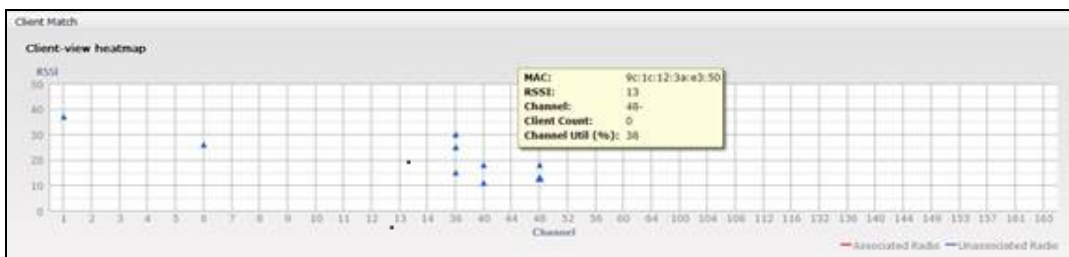 Client Match
Client-view heatmap
RSSI
50
40
30
20
10
0
MAC: 9c:1c:12:3a:e3:50
RSSI: 13
Channel: 48-
Client Count: 0
Channel Util (%): 38
1 2 3 4 5 6 7 8 9 10 11 12 13 14 36 40 44 48 52 56 60 64 100 104 108 112 116 132 136 140 144 149 153 157 161 165
Channel
Associated Radio Unassociated Radio